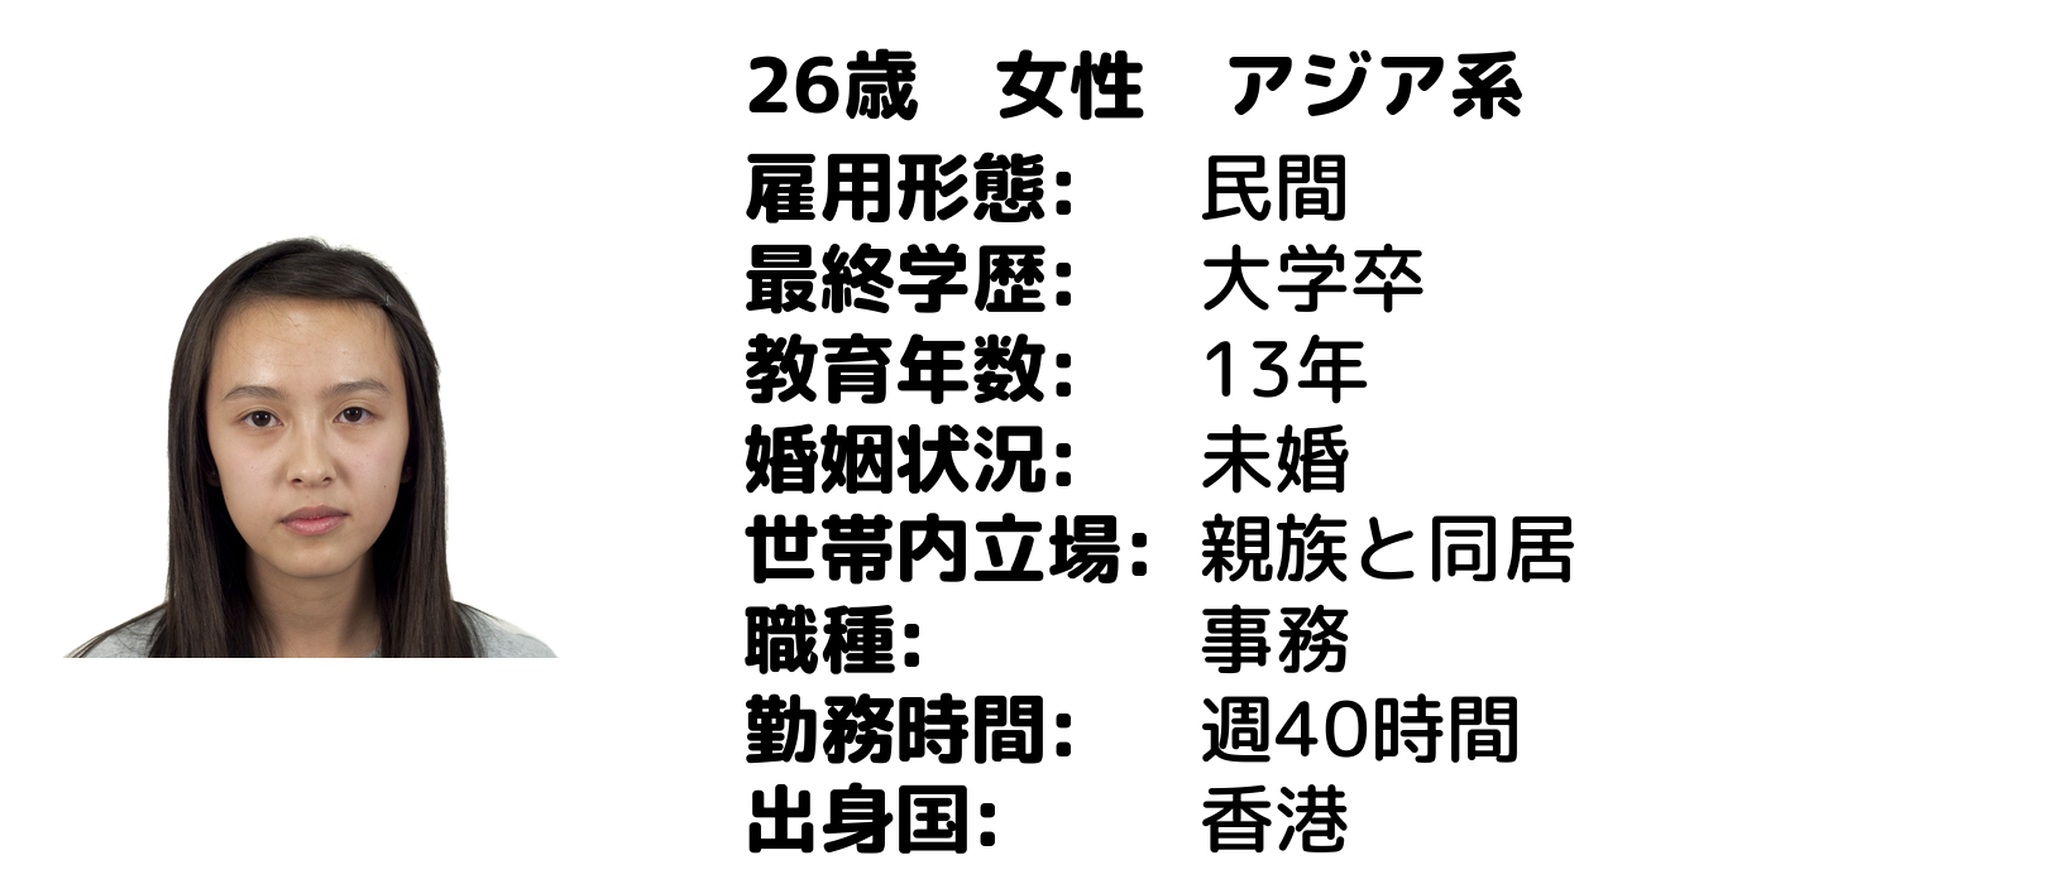 26歳　女性　アジア系
雇用形態:　民間
最終学歴:　大学卒
教育年数:　13年
婚姻状況:　未婚
世帯内立場:　親族と同居
職種:　事務
勤務時間:　週40時間
出身国:　香港